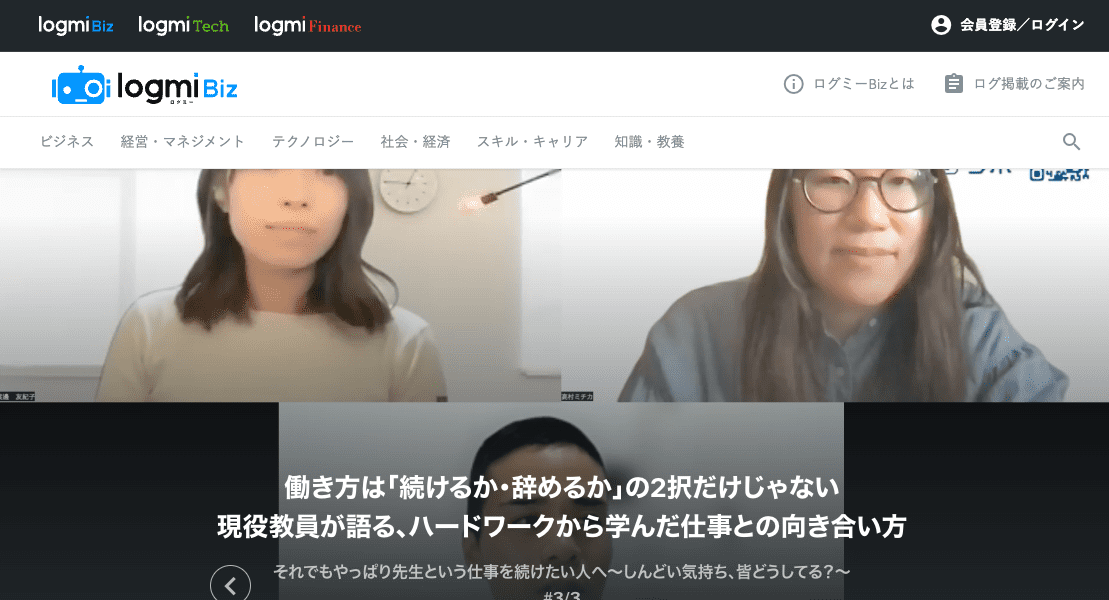 logmi Biz logmi Tech logmi Finance 会員登録／ログイン
logmi Biz
ログミー
ログミーBizとは ログ掲載のご案内
ビジネス 経営・マネジメント テクノロジー 社会・経済 スキル・キャリア 知識・教養
友紀子
村ミチカ
働き方は「続けるか・辞めるか」の2択だけじゃない
現役教員が語る、ハードワークから学んだ仕事との向き合い方
それでもやっぱり先生という仕事を続けたい人へ〜しんどい気持ち、皆どうしてる？〜
#3/3